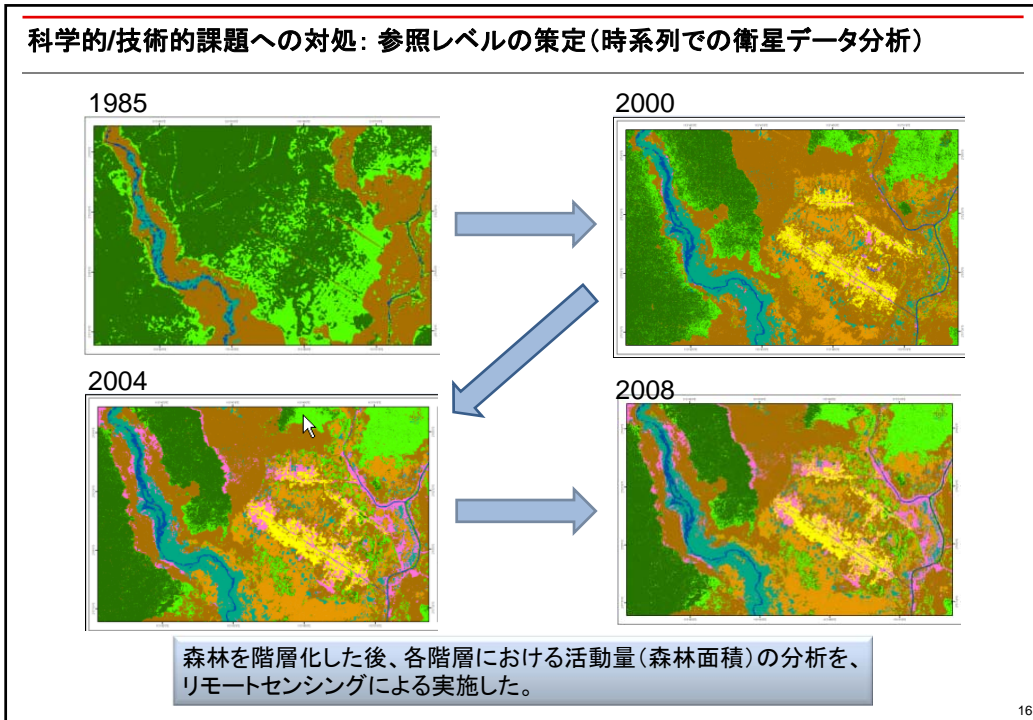 科学的/技術的課題への対処: 参照レベルの策定(時系列での衛星データ分析)
1985
2000
2004
2008
森林を階層化した後、各階層における活動量(森林面積)の分析を、
リモートセンシングによる実施した。
16